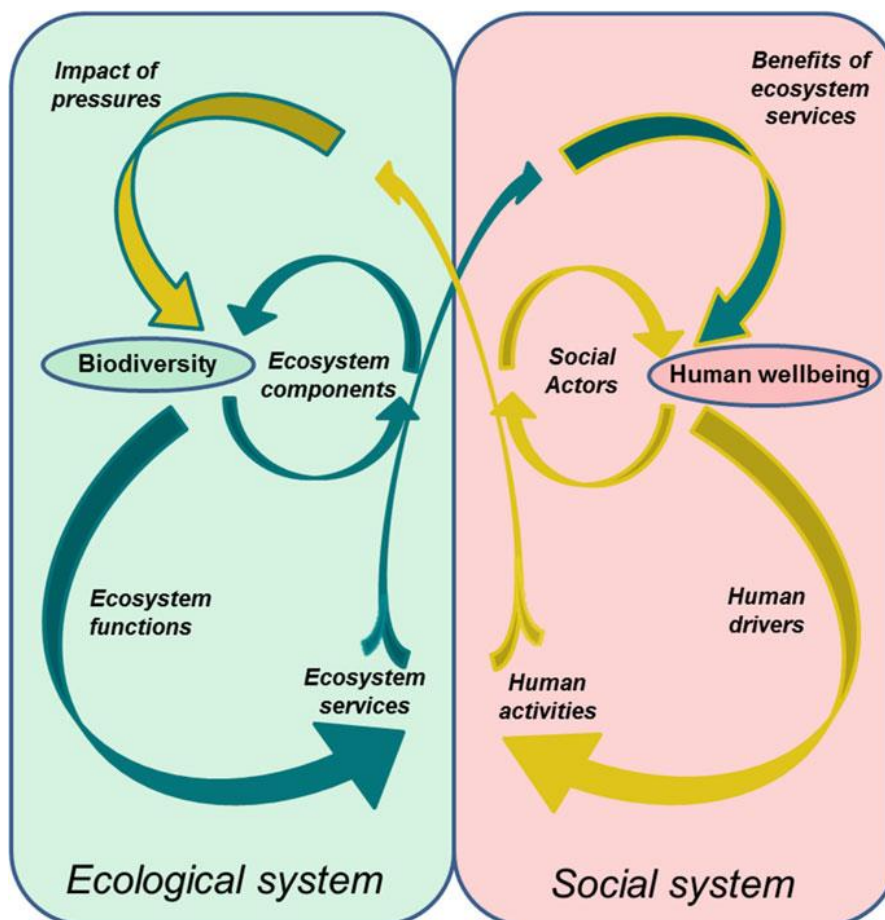 Impact of
pressures
Benefits of
ecosystem
services
Biodiversity
Ecosystem
components
Social
Actors
Human wellbeing
Ecosystem
functions
Human
drivers
Ecosystem
services
Human
activities
Ecological system
Social system